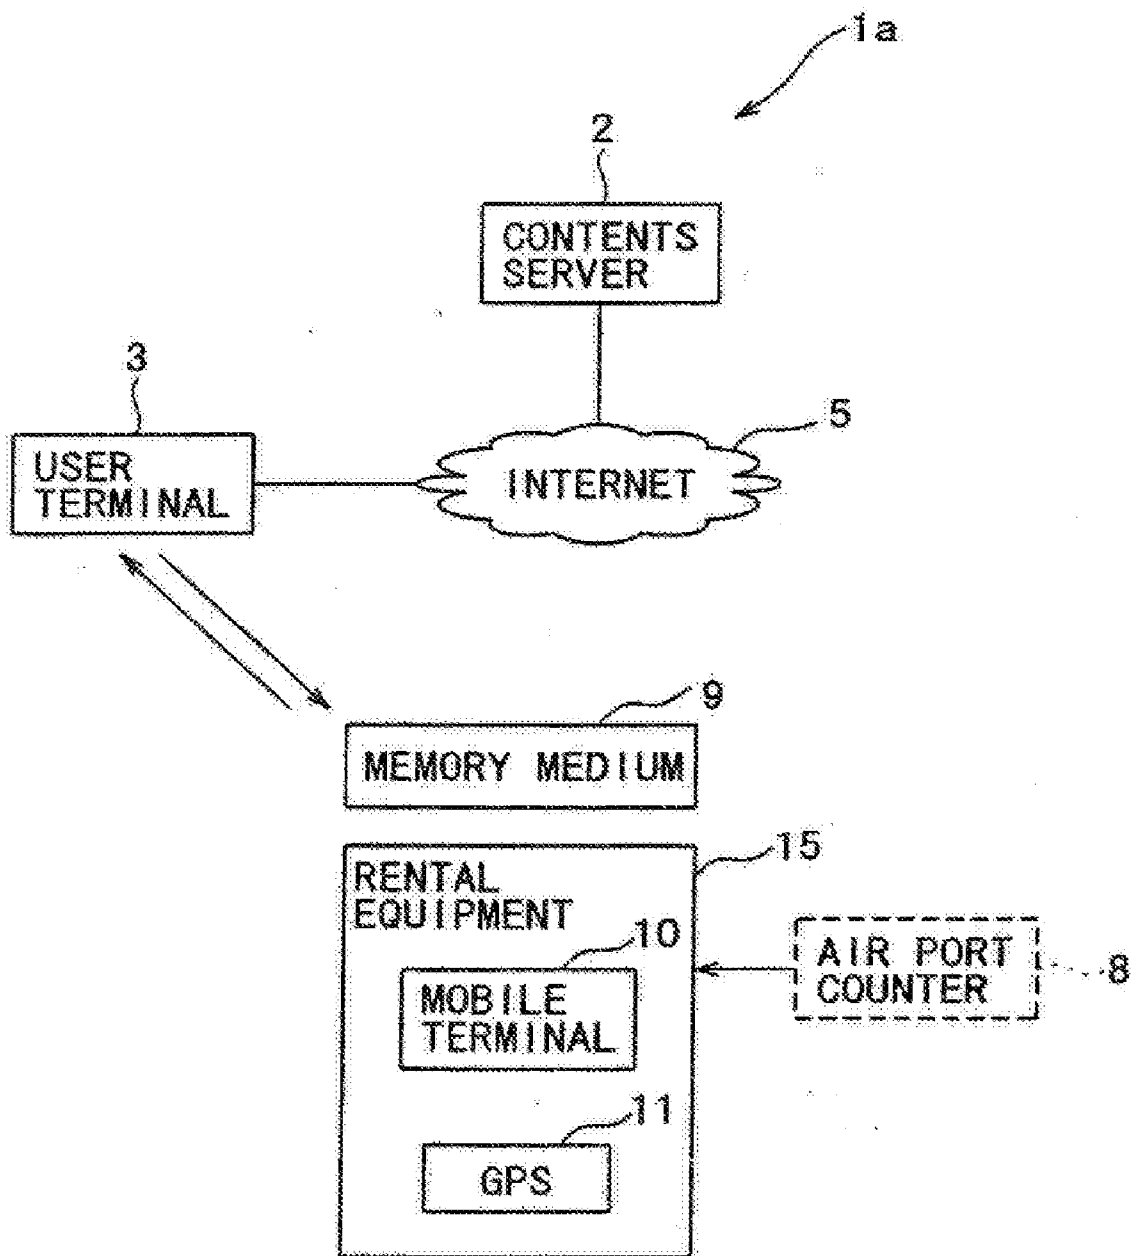 1a
2
CONTENTS
SERVER
3
5
USER
TERMINAL
INTERNET
9
MEMORY MEDIUM
15
RENTAL
EQUIPMENT
10
AIR PORT
COUNTER
8
MOBILE
TERMINAL
11
GPS